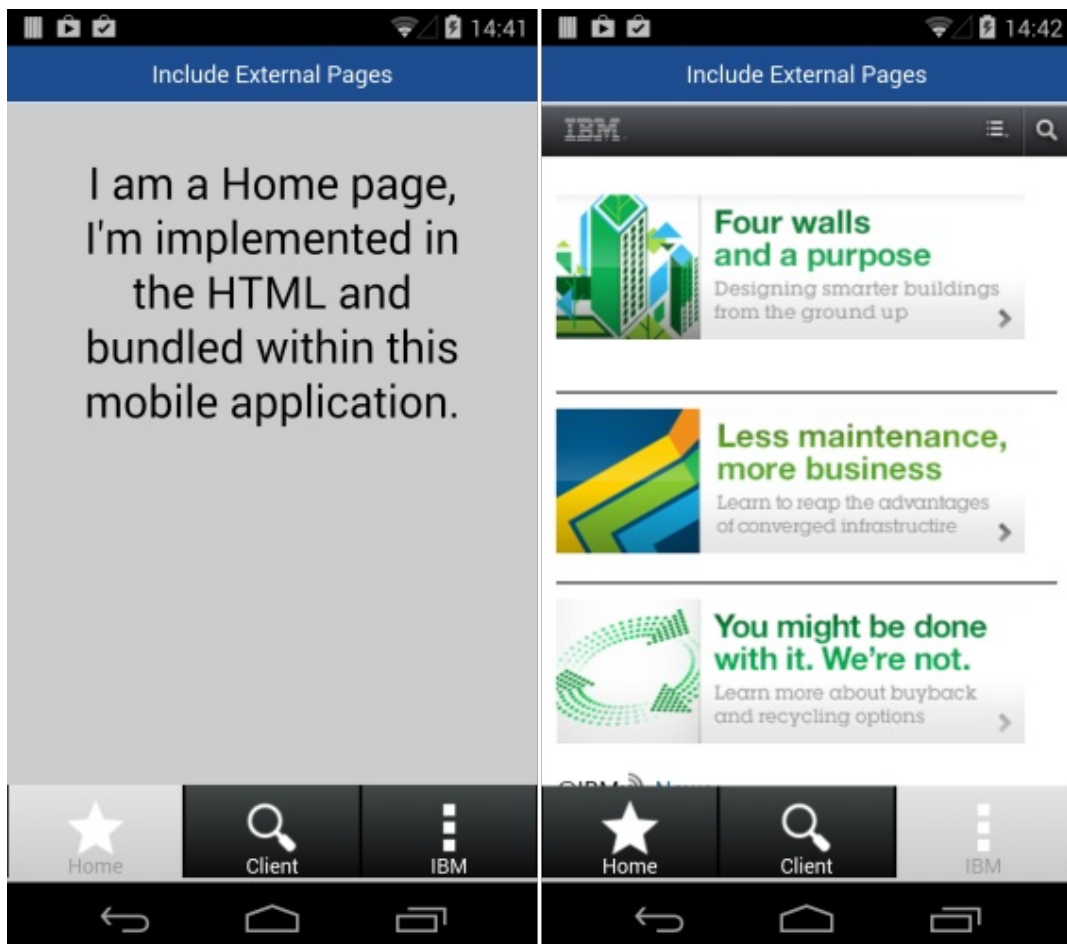 14:41
Include External Pages
I am a Home page,
I'm implemented in
the HTML and
bundled within this
mobile application.
Home
Client
IBM
14:42
Include External Pages
IBM
Four walls
and a purpose
Designing smarter buildings
from the ground up
Less maintenance,
more business
Learn to reap the advantages
of converged infrastructire
You might be done
with it. We're not.
Learn more about buyback
and recycling options
Home
Client
IBM